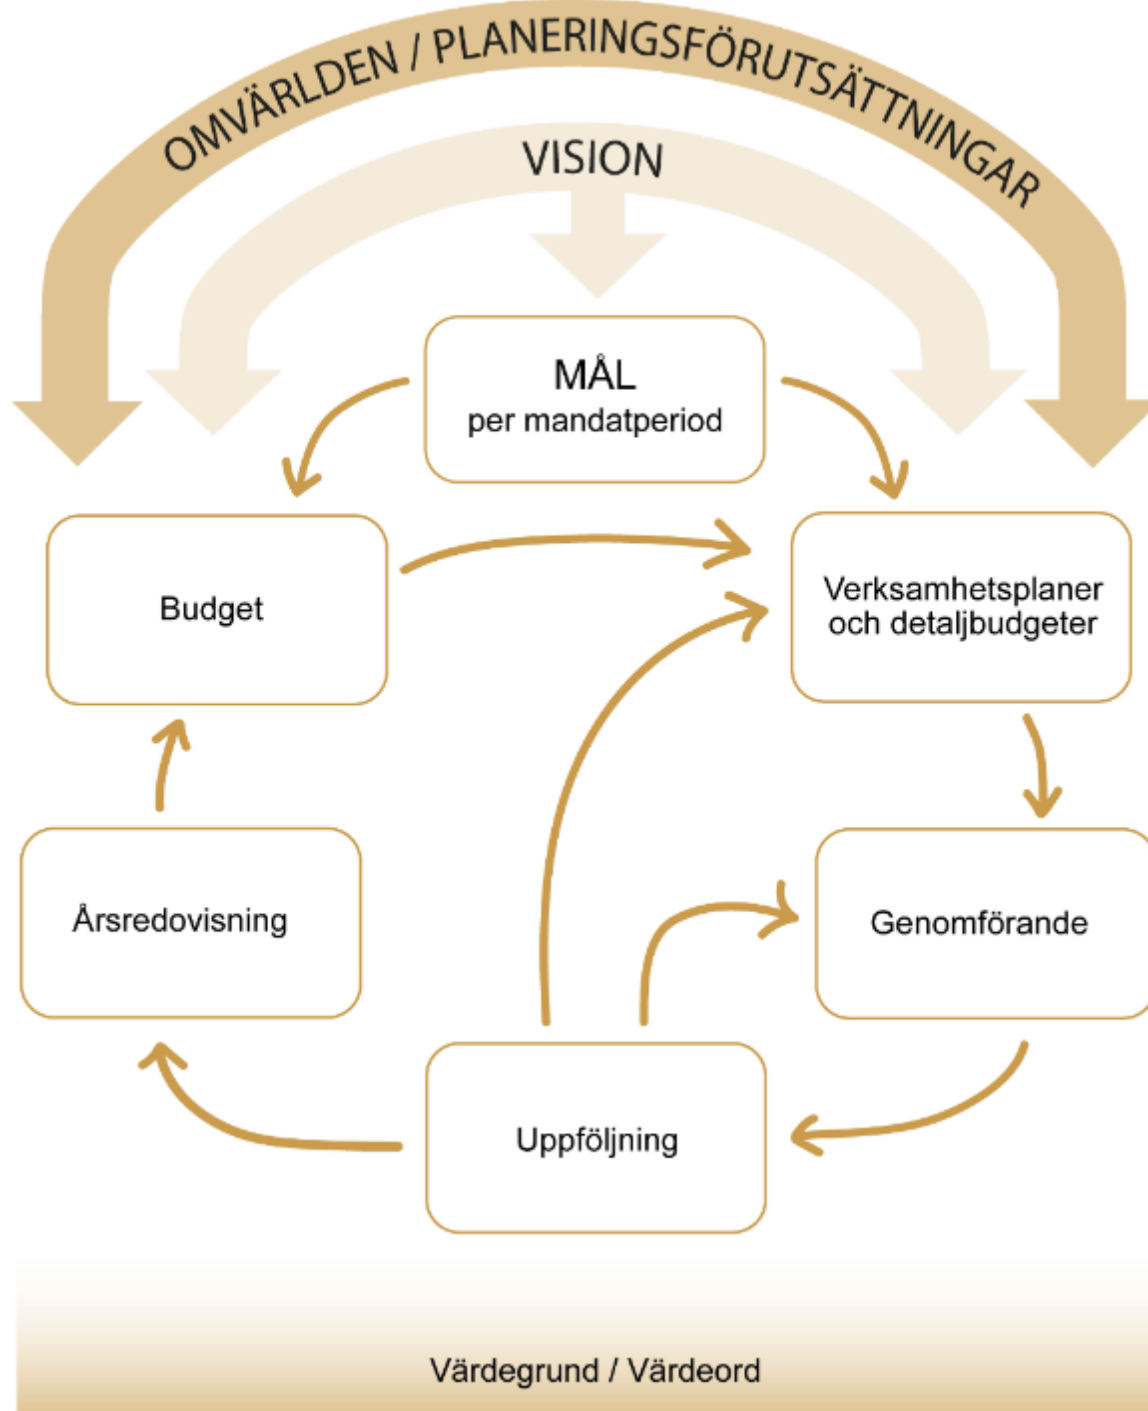 OMVÄRLDEN / PLANERINGSFÖRUTSÄTTNINGAR
VISION
MÅL
per mandatperiod
Budget
Verksamhetsplaner
och detaljbudgeter
Årsredovisning
Genomförande
Uppföljning
Värdegrund / Värdeord